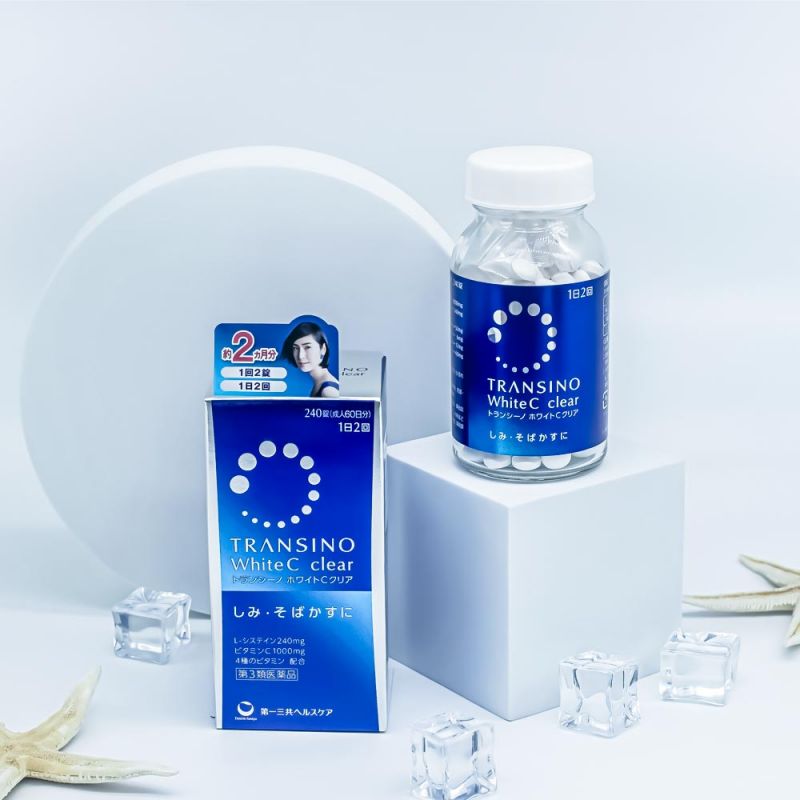 約2ヵ月分
1回2錠
1日2回
240錠(成人60日分)
1日2回
TRANSINO
White C clear
トランシーノ ホワイトCクリア
しみ・そばかすに
L-システイン240mg
ビタミンC1000mg
4種のビタミン 配合
第3類医薬品
第一三共ヘルスケア
NO
clear
1日2回
TRANSINO
White C clear
トランシーノ ホワイトCクリア
しみ・そばかすに